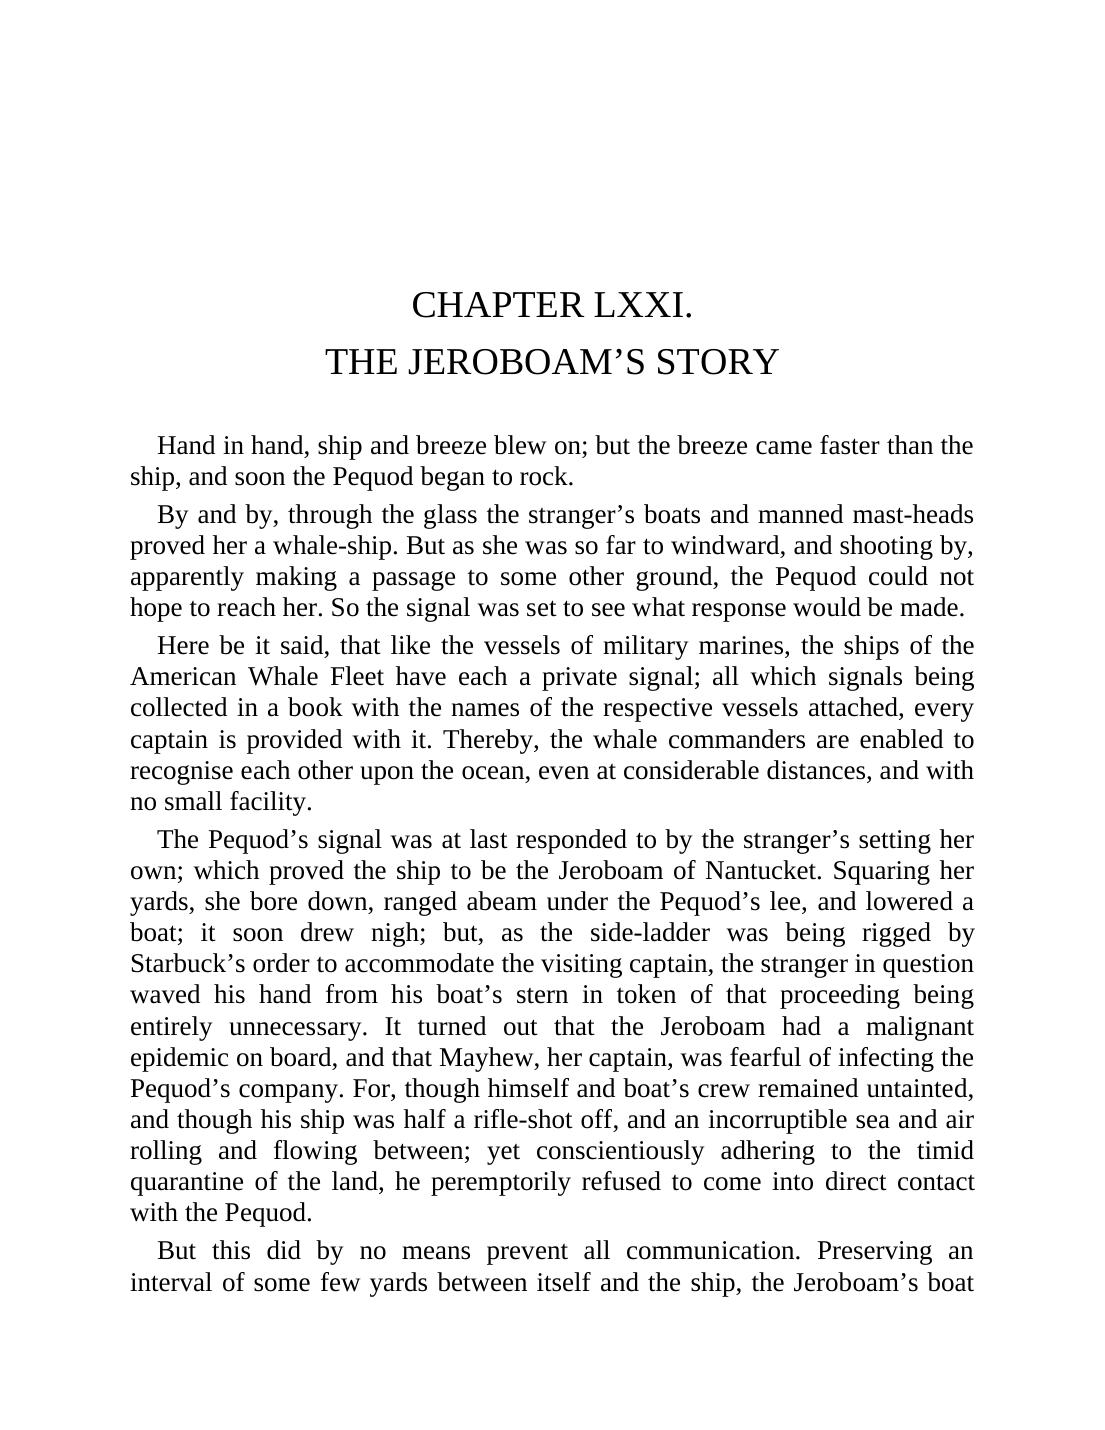 CHAPTER LXXI.
THE JEROBOAM’S STORY
Hand in hand, ship and breeze blew on; but the breeze came faster than the
ship, and soon the Pequod began to rock.
By and by, through the glass the stranger’s boats and manned mast-heads
proved her a whale-ship. But as she was so far to windward, and shooting by,
apparently making a passage to some other ground, the Pequod could not
hope to reach her. So the signal was set to see what response would be made.
Here be it said, that like the vessels of military marines, the ships of the
American Whale Fleet have each a private signal; all which signals being
collected in a book with the names of the respective vessels attached, every
captain is provided with it. Thereby, the whale commanders are enabled to
recognise each other upon the ocean, even at considerable distances, and with
no small facility.
The Pequod’s signal was at last responded to by the stranger’s setting her
own; which proved the ship to be the Jeroboam of Nantucket. Squaring her
yards, she bore down, ranged abeam under the Pequod’s lee, and lowered a
boat; it soon drew nigh; but, as the side-ladder was being rigged by
Starbuck’s order to accommodate the visiting captain, the stranger in question
waved his hand from his boat’s stern in token of that proceeding being
entirely unnecessary. It turned out that the Jeroboam had a malignant
epidemic on board, and that Mayhew, her captain, was fearful of infecting the
Pequod’s company. For, though himself and boat’s crew remained untainted,
and though his ship was half a rifle-shot off, and an incorruptible sea and air
rolling and flowing between; yet conscientiously adhering to the timid
quarantine of the land, he peremptorily refused to come into direct contact
with the Pequod.
But this did by no means prevent all communication. Preserving an
interval of some few yards between itself and the ship, the Jeroboam’s boat